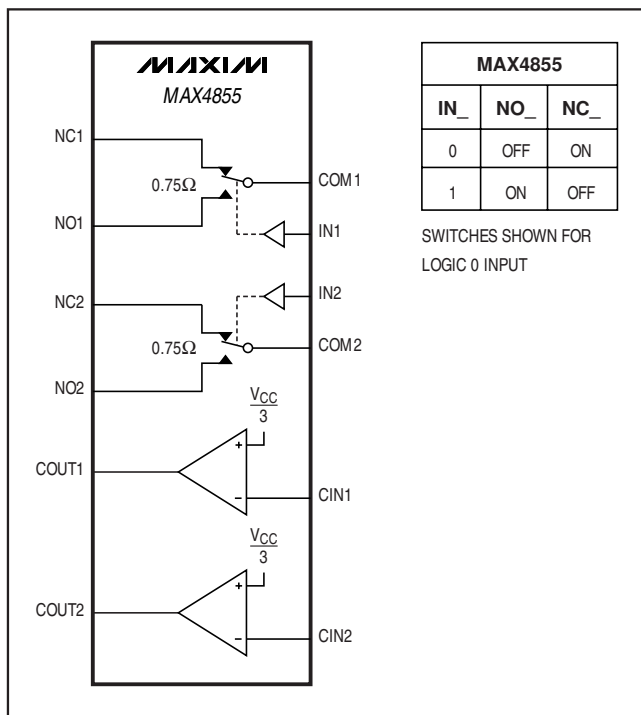 MAXIM
MAX4855
NC1
0.75Ω
COM1
NO1
IN1
NC2
IN2
0.75Ω
COM2
NO2
VCC
3
+
COUT1
−
CIN1
VCC
3
+
COUT2
−
CIN2
MAX4855
IN_ NO_ NC_
0 OFF ON
1 ON OFF
SWITCHES SHOWN FOR
LOGIC 0 INPUT